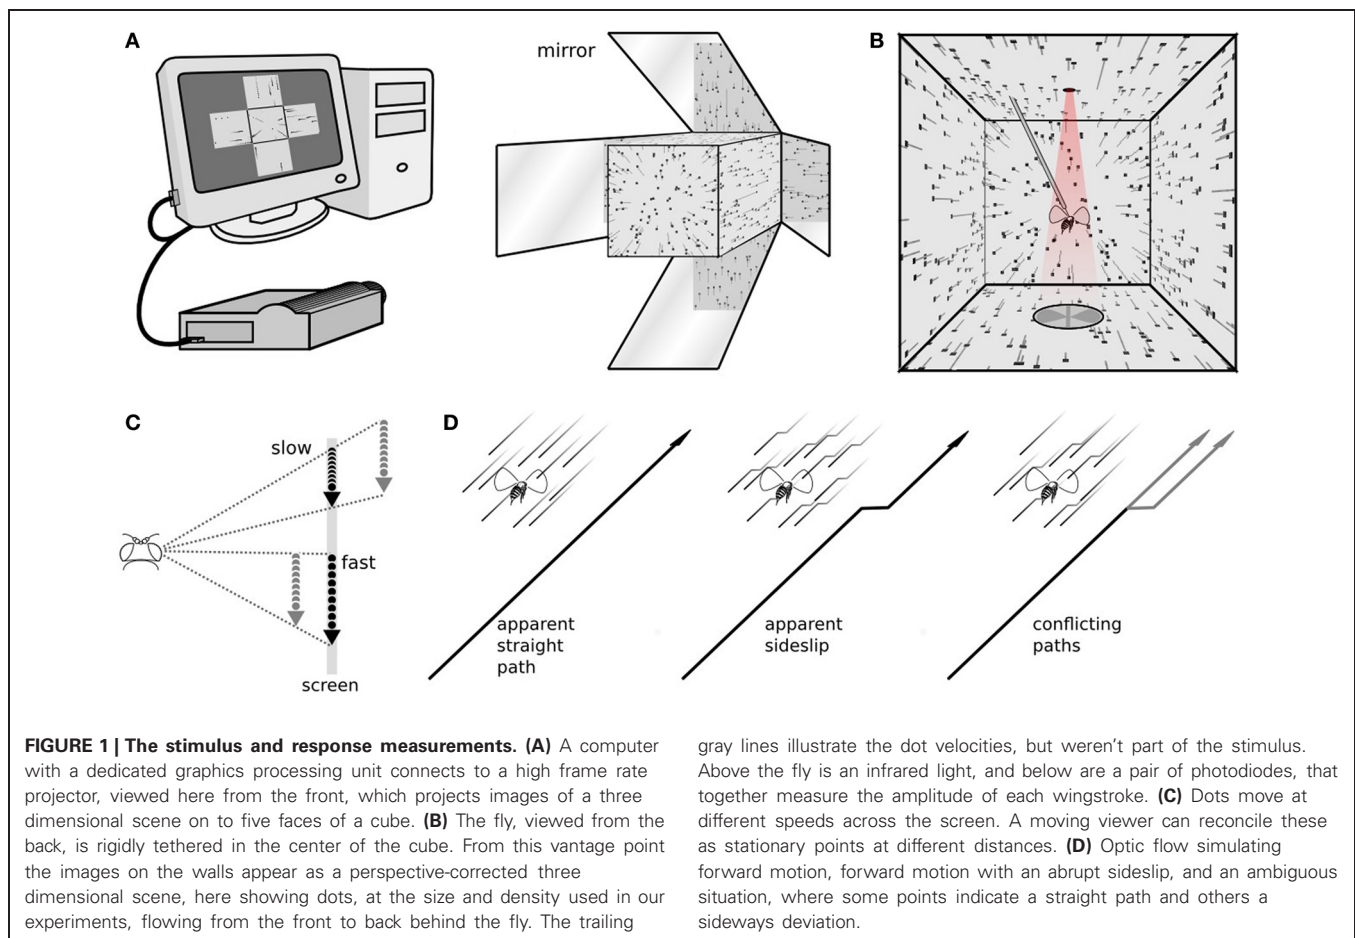 A
mirror
B
C
slow
fast
screen
D
apparent
straight
path
apparent
sideslip
conflicting
paths
FIGURE 1 | The stimulus and response measurements. (A) A computer
with a dedicated graphics processing unit connects to a high frame rate
projector, viewed here from the front, which projects images of a three
dimensional scene on to five faces of a cube. (B) The fly, viewed from the
back, is rigidly tethered in the center of the cube. From this vantage point
the images on the walls appear as a perspective-corrected three
dimensional scene, here showing dots, at the size and density used in our
experiments, flowing from the front to back behind the fly. The trailing
gray lines illustrate the dot velocities, but weren't part of the stimulus.
Above the fly is an infrared light, and below are a pair of photodiodes, that
together measure the amplitude of each wingstroke. (C) Dots move at
different speeds across the screen. A moving viewer can reconcile these
as stationary points at different distances. (D) Optic flow simulating
forward motion, forward motion with an abrupt sideslip, and an ambiguous
situation, where some points indicate a straight path and others a
sideways deviation.